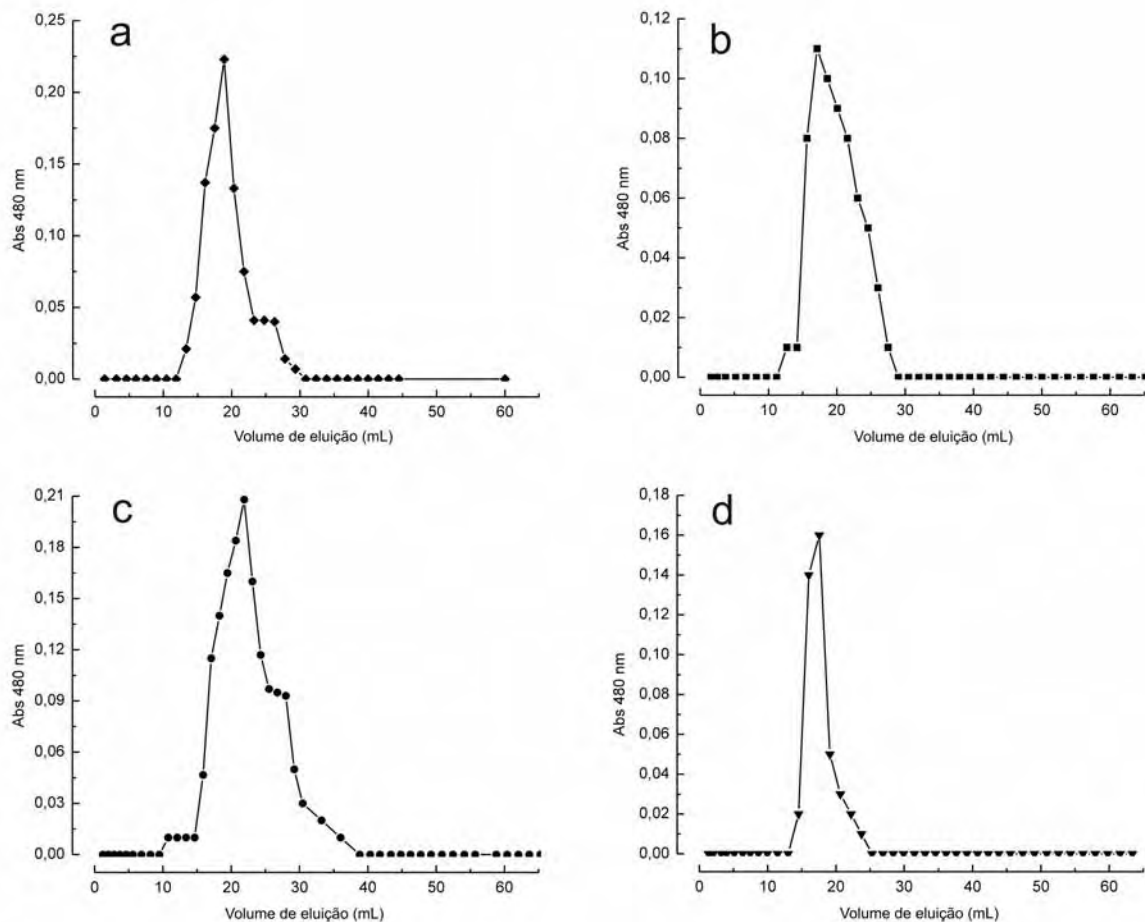 a
0,25
0,20
0,15
0,10
0,05
0,00
Abs 480 nm
0 10 20 30 40 50 60
Volume de eluição (mL)
b
0,12
0,10
0,08
0,06
0,04
0,02
0,00
Abs 480 nm
0 10 20 30 40 50 60
Volume de eluição (mL)
c
0,21
0,18
0,15
0,12
0,09
0,06
0,03
0,00
Abs 480 nm
0 10 20 30 40 50 60
Volume de eluição (mL)
d
0,18
0,16
0,14
0,12
0,10
0,08
0,06
0,04
0,02
0,00
Abs 480 nm
0 10 20 30 40 50 60
Volume de eluição (mL)